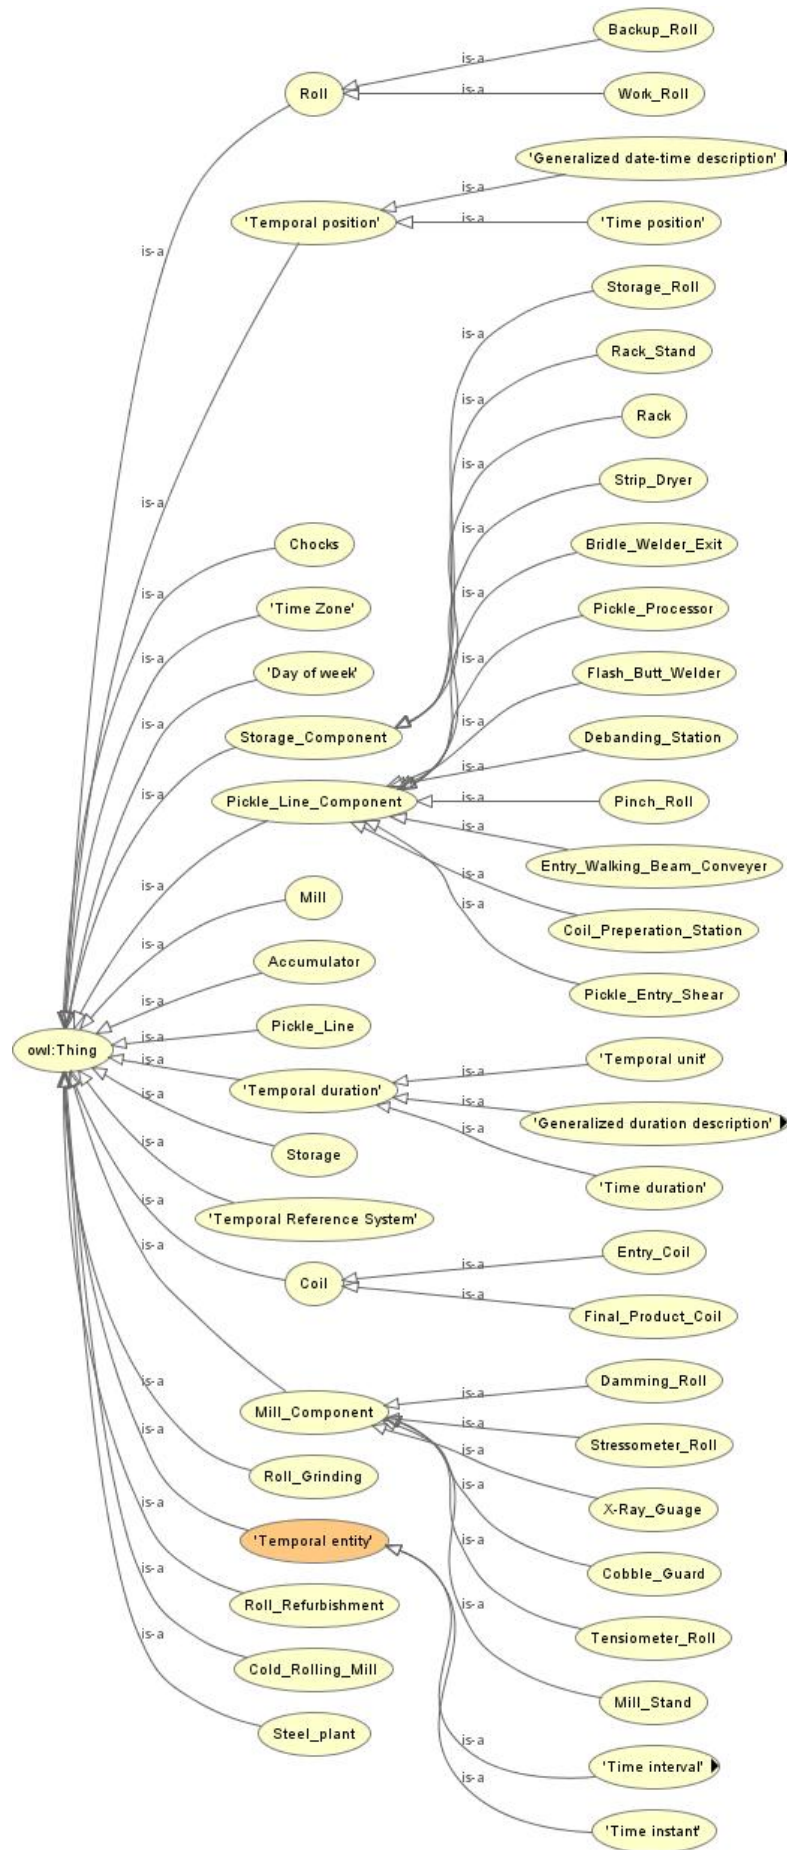 Backup_Roll
is-a
Roll
is-a
Work_Roll
'Generalized date-time description'
is-a
'Temporal position'
is-a
'Time position'
is-a
Storage_Roll
is-a
Rack_Stand
is-a
Rack
is-a
Strip_Dryer
is-a
is-a
Chocks
is-a
Bridle_Welder_Exit
is-a
is-a
'Time Zone'
Pickle_Processor
is-a
is-a
'Day of week'
Flash_Butt_Welder
is-a
is-a
Storage_Component
Debanding_Station
is-a
is-a
Pickle_Line_Component
is-a
Pinch_Roll
is-a
Entry_Walking_Beam_Conveyer
is-a
is-a
Mill
is-a
Coil_Preperation_Station
is-a
Accumulator
Pickle_Entry_Shear
is-a
Pickle_Line
is-a
owl:Thing
is-a
'Temporal unit'
is-a
'Temporal duration'
is-a
is-a
'Generalized duration description'
is-a
Storage
is-a
'Time duration'
'Temporal Reference System'
is-a
is-a
Entry_Coil
is-a
Coil
is-a
Final_Product_Coil
is-a
Damming_Roll
is-a
Mill_Component
is-a
Stressometer_Roll
is-a
Roll_Grinding
is-a
X-Ray_Guage
is-a
'Temporal entity'
is-a
Cobble_Guard
is-a
Roll_Refurbishment
is-a
Tensiometer_Roll
is-a
Cold_Rolling_Mill
Mill_Stand
Steel_plant
is-a
'Time interval'
is-a
'Time instant'